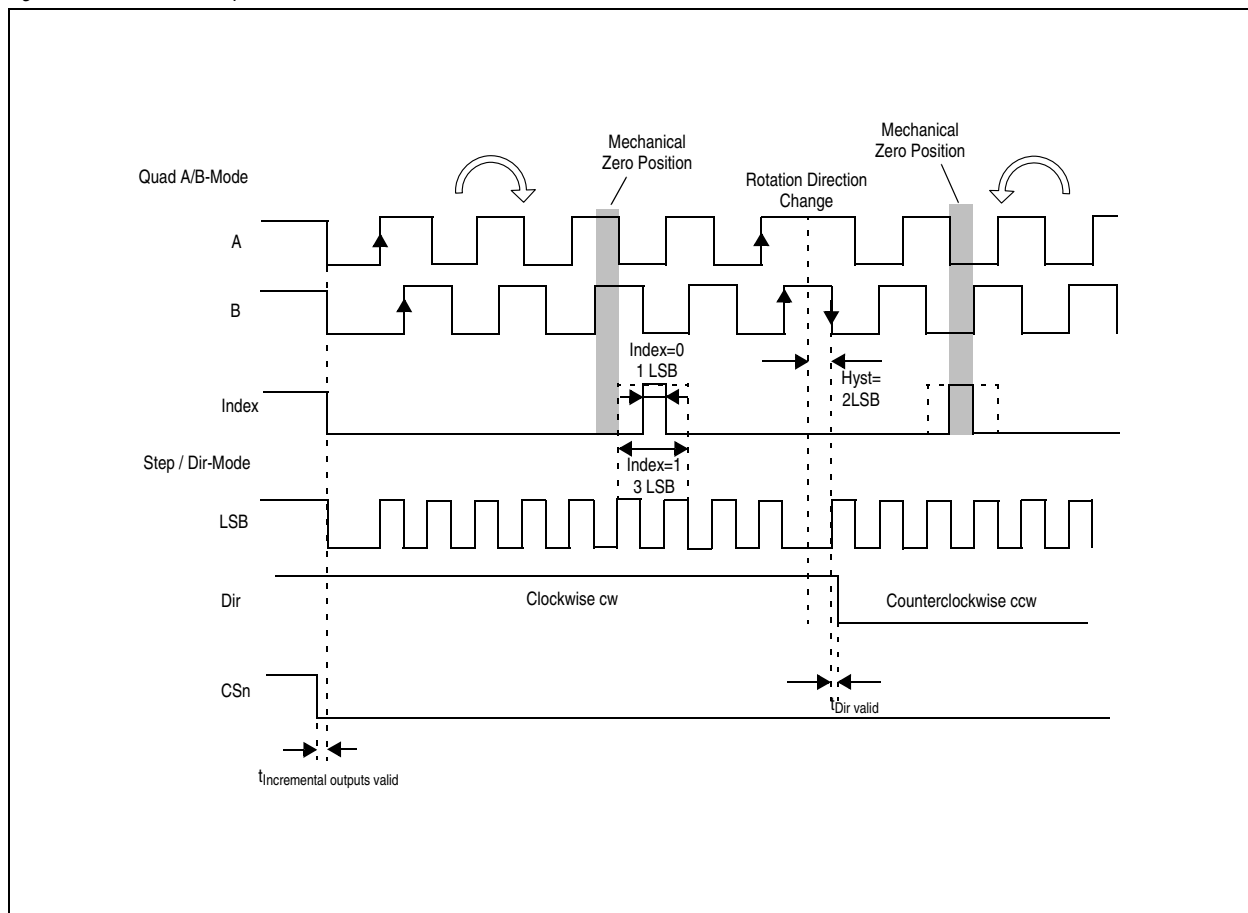 Mechanical
Zero Position
Mechanical
Zero Position
Quad A/B-Mode
Rotation Direction
Change
A
B
Index=0
1 LSB
Hyst=
2LSB
Index
Step / Dir-Mode
Index=1
3 LSB
LSB
Dir
Clockwise cw
Counterclockwise ccw
CSn
tDir valid
tIncremental outputs valid